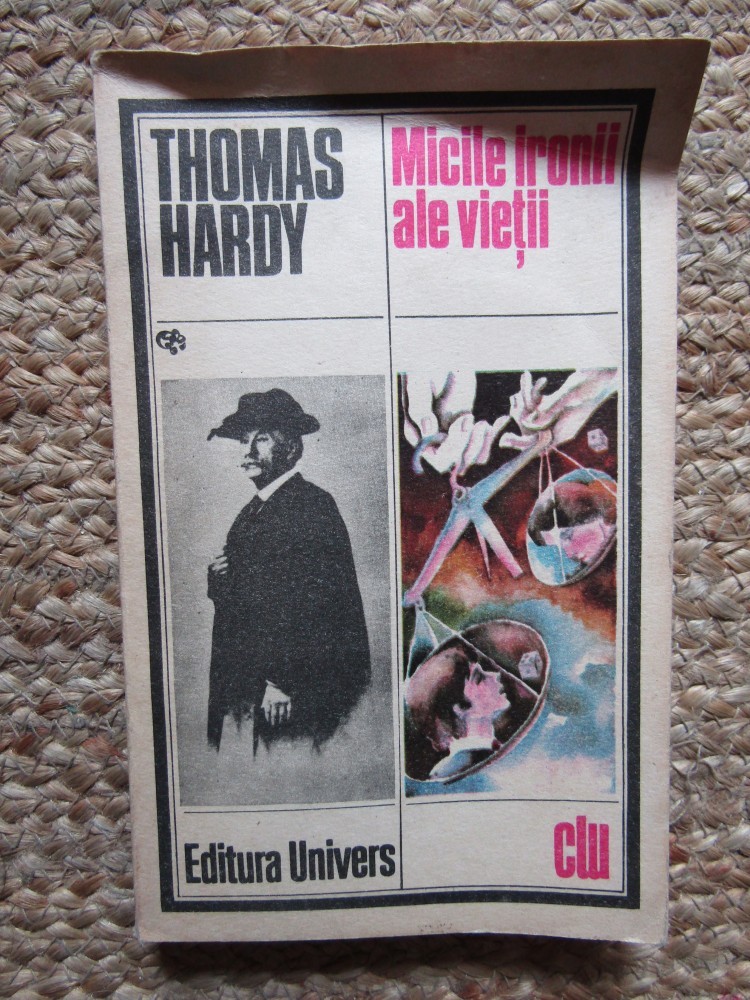 THOMAS
HARDY
Micile ironii
ale vieții
Editura Univers
clu